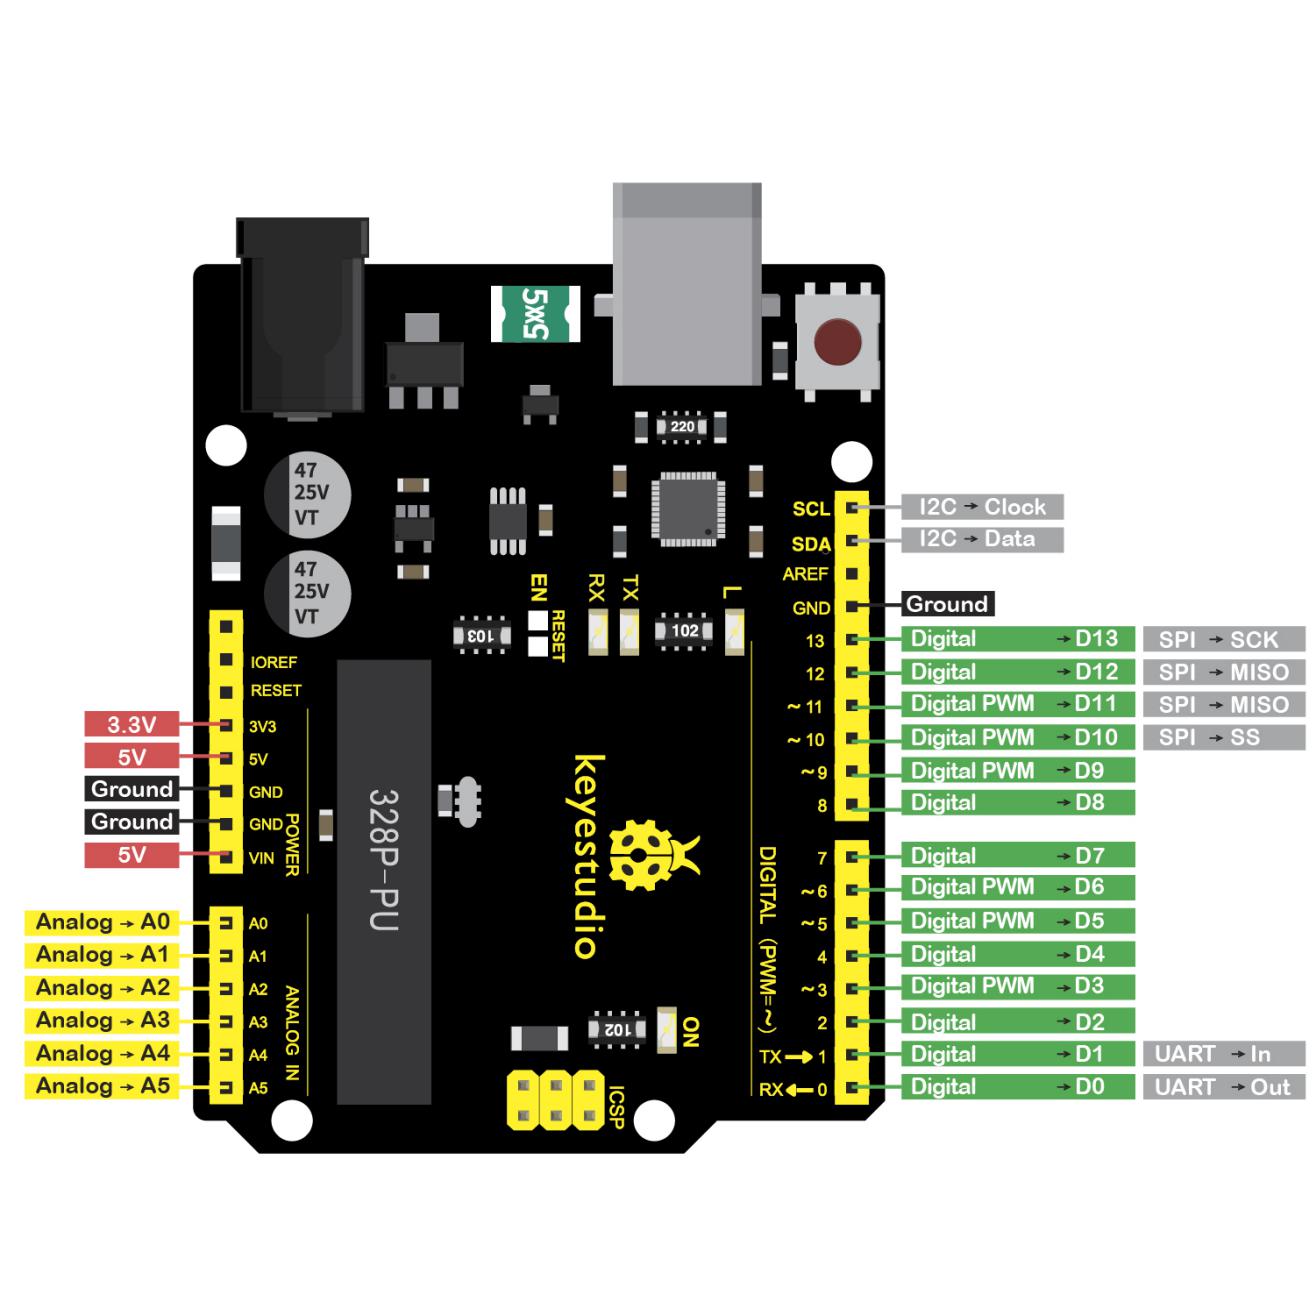 5XX5
47
25V
VT
47
25V
VT
220
EN
RESET
RX
TX
L
103
102
SCL I2C → Clock
SDA I2C → Data
AREF
GND Ground
13 Digital → D13 SPI → SCK
12 Digital → D12 SPI → MISO
~11 Digital PWM → D11 SPI → MISO
~10 Digital PWM → D10 SPI → SS
~9 Digital PWM → D9
8 Digital → D8
7 Digital → D7
~6 Digital PWM → D6
~5 Digital PWM → D5
4 Digital → D4
~3 Digital PWM → D3
2 Digital → D2
TX→1 Digital → D1 UART → In
RX←0 Digital → D0 UART → Out
DIGITAL (PWM=~)
IOREF
RESET
3.3V 3V3
5V 5V
Ground GND
Ground GND
5V VIN
POWER
Analog → A0 A0
Analog → A1 A1
Analog → A2 A2
Analog → A3 A3
Analog → A4 A4
Analog → A5 A5
ANALOG IN
328P-PU
keyestudio
102
ON
ICSP